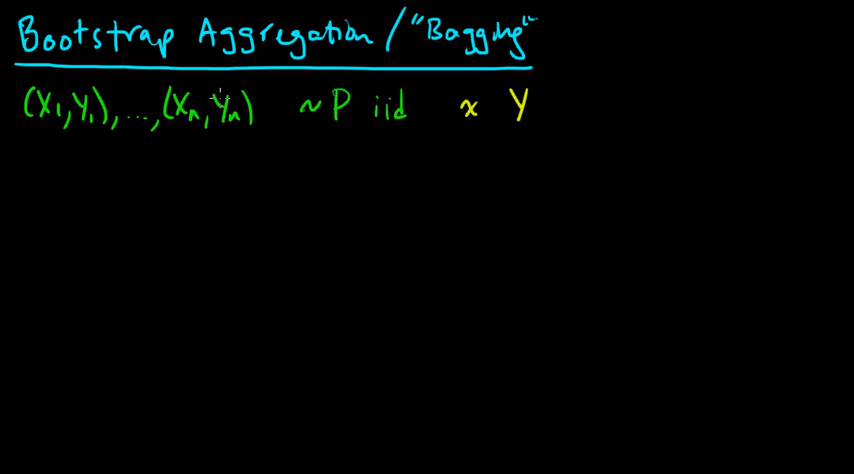 Bootstrap Aggregation / "Bagging"
(X₁, Y₁), ..., (Xₙ, Yₙ) ~ P iid x Y